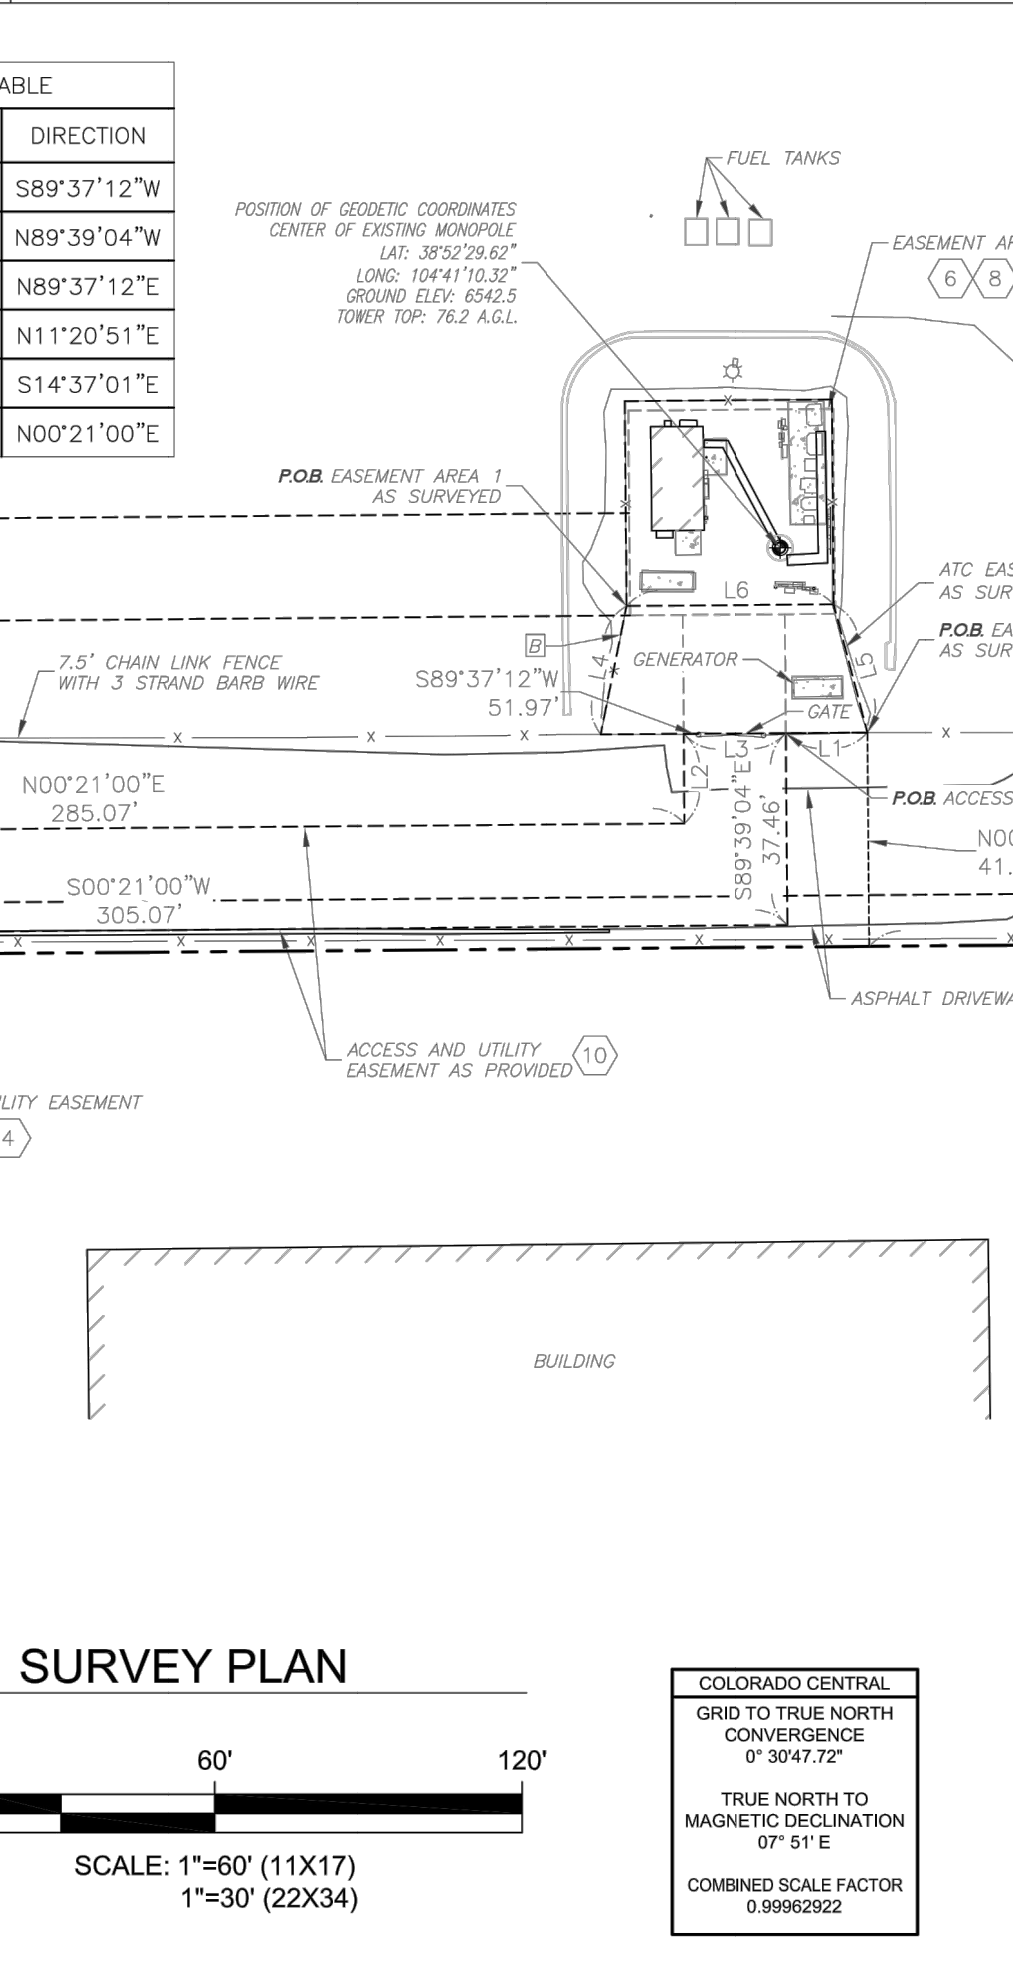 ABLE
DIRECTION
S89°37'12"W
N89°39'04"W
N89°37'12"E
N11°20'51"E
S14°37'01"E
N00°21'00"E
FUEL TANKS
POSITION OF GEODETIC COORDINATES
CENTER OF EXISTING MONOPOLE
LAT: 38°52'29.62"
LONG: 104°41'10.32"
GROUND ELEV: 6542.5
TOWER TOP: 76.2 A.G.L.
EASEMENT AR
6 8
P.O.B. EASEMENT AREA 1
AS SURVEYED
L6
ATC EAS
AS SUR
P.O.B. EA
AS SUR
B
7.5' CHAIN LINK FENCE
WITH 3 STRAND BARB WIRE
S89°37'12"W
51.97'
L4
GENERATOR
L5
GATE
L3
L1
L2
N00°21'00"E
285.07'
S89°39'04"E
37.46'
P.O.B. ACCESS
N00
41.
S00°21'00"W
305.07'
ASPHALT DRIVEWA
ACCESS AND UTILITY
EASEMENT AS PROVIDED
10
ILITY EASEMENT
4
BUILDING
SURVEY PLAN
60' 120'
SCALE: 1"=60' (11X17)
1"=30' (22X34)
COLORADO CENTRAL
GRID TO TRUE NORTH
CONVERGENCE
0° 30'47.72"
TRUE NORTH TO
MAGNETIC DECLINATION
07° 51' E
COMBINED SCALE FACTOR
0.99962922